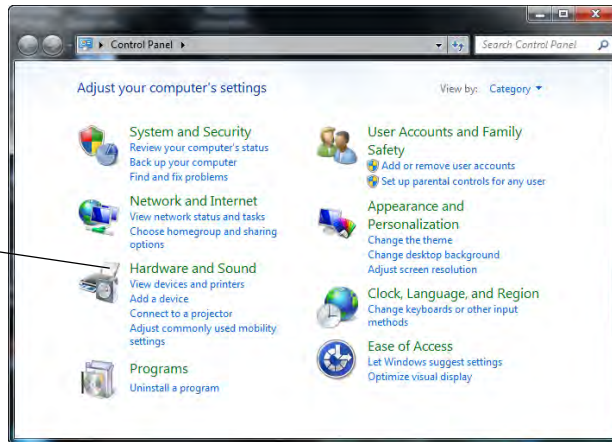 Control Panel
Search Control Panel
Adjust your computer's settings
View by: Category
System and Security
Review your computer's status
Back up your computer
Find and fix problems
Network and Internet
View network status and tasks
Choose homegroup and sharing
options
Hardware and Sound
View devices and printers
Add a device
Connect to a projector
Adjust commonly used mobility
settings
Programs
Uninstall a program
User Accounts and Family
Safety
Add or remove user accounts
Set up parental controls for any user
Appearance and
Personalization
Change the theme
Change desktop background
Adjust screen resolution
Clock, Language, and Region
Change keyboards or other input
methods
Ease of Access
Let Windows suggest settings
Optimize visual display